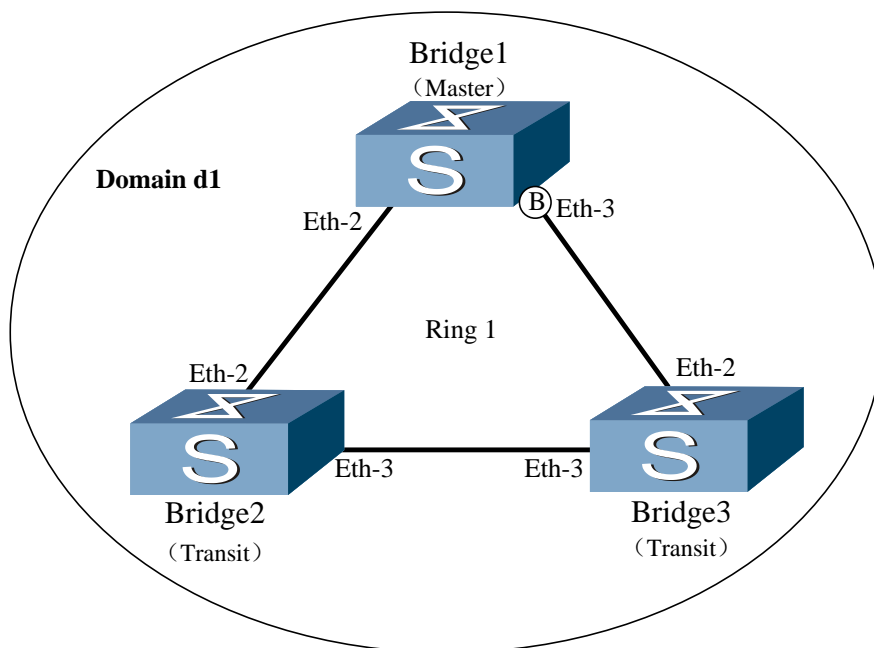 Bridge1
（Master）
S
Domain d1
B
Eth-3
Eth-2
Ring 1
Eth-2
Eth-2
S
S
Eth-3
Eth-3
Bridge2
Bridge3
（Transit）
（Transit）